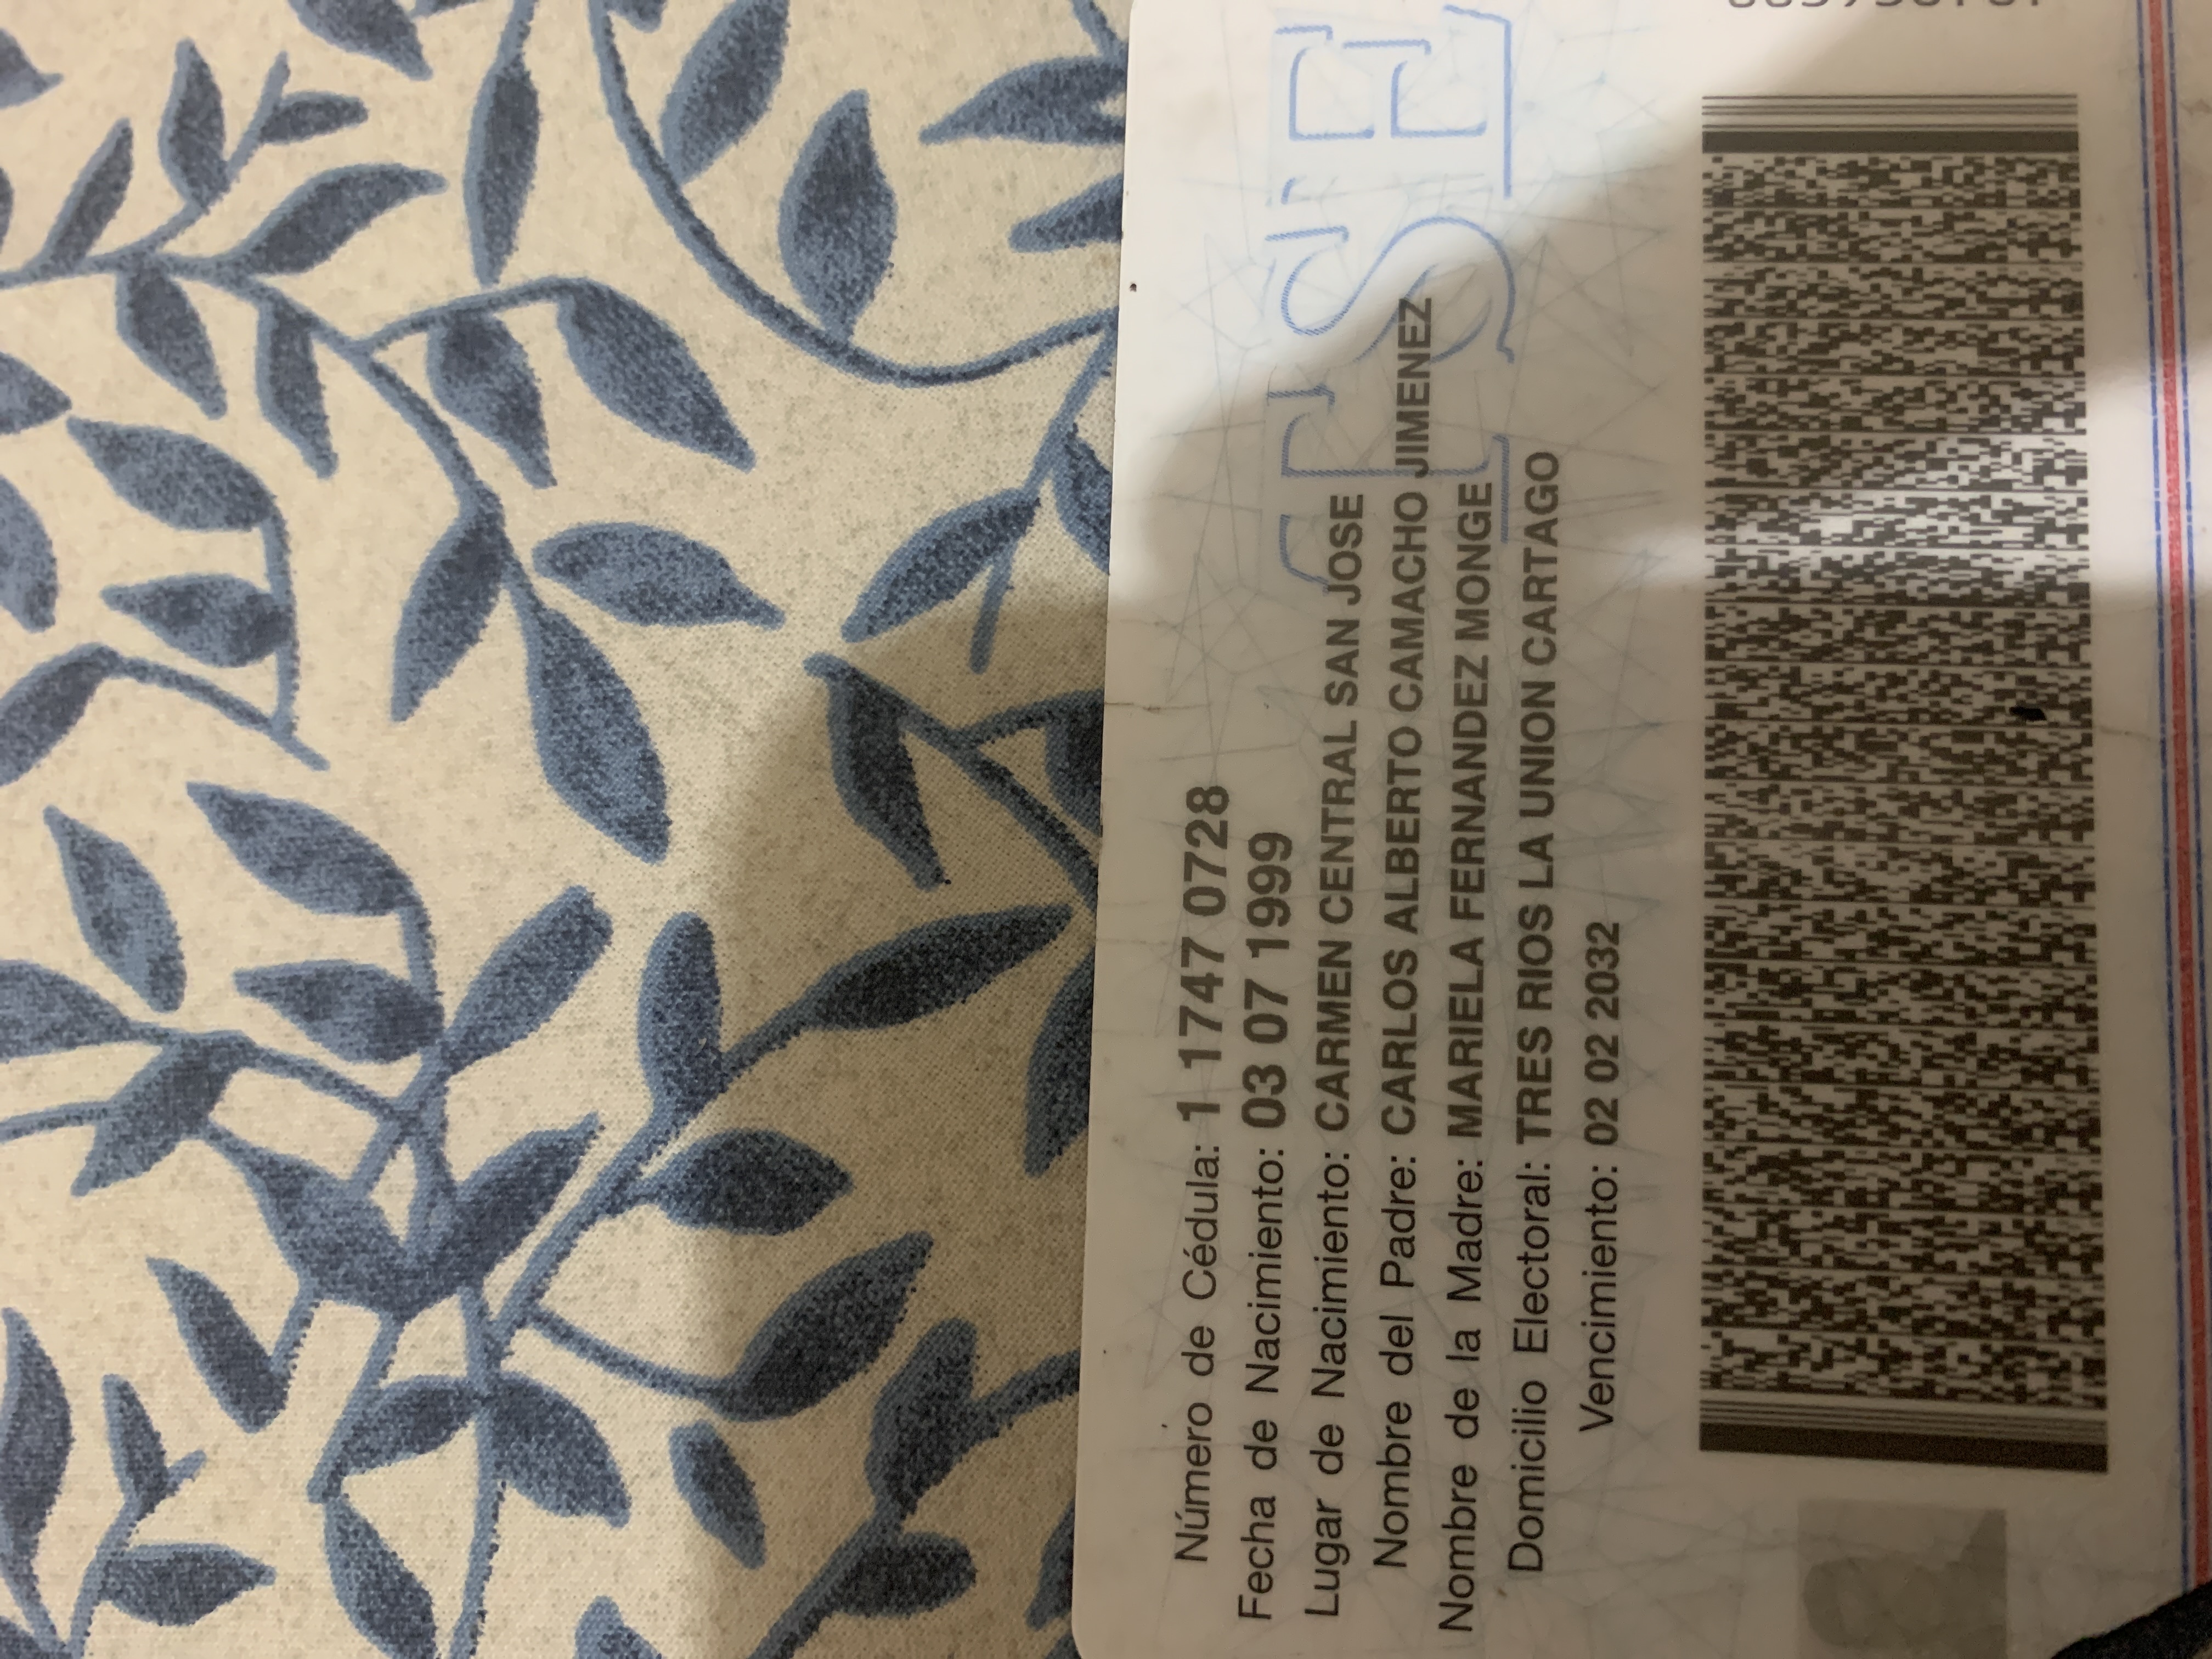 Número de Cédula: 1 1747 0728
Fecha de Nacimiento: 03 07 1999
Lugar de Nacimiento: CARMEN CENTRAL SAN JOSE
Nombre del Padre: CARLOS ALBERTO CAMACHO JIMENEZ
Nombre de la Madre: MARIELA FERNANDEZ MONGE
Domicilio Electoral: TRES RIOS LA UNION CARTAGO
Vencimiento: 02 02 2032
TSE